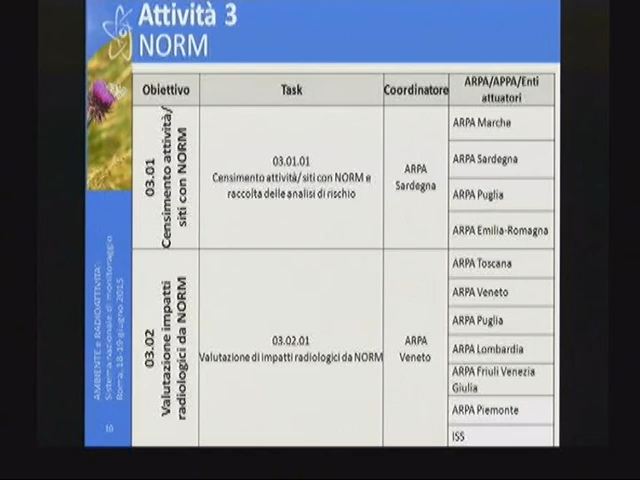 Attività 3
NORM
Obiettivo
Task
Coordinatore
ARPA/APPA/Enti
attuatori
03.01
Censimento attività/
siti con NORM
03.01.01
Censimento attività/siti con NORM e
raccolta delle analisi di rischio
ARPA
Sardegna
ARPA Marche
ARPA Sardegna
ARPA Puglia
ARPA Emilia-Romagna
03.02
Valutazione impatti
radiologici da NORM
03.02.01
Valutazione di impatti radiologici da NORM
ARPA
Veneto
ARPA Toscana
ARPA Veneto
ARPA Puglia
ARPA Lombardia
ARPA Friuli Venezia
Giulia
ARPA Piemonte
ISS
AMBIENTE e RADIOATTIVITA':
Sistema nazionale di monitoraggio
Roma, 18-19 giugno 2015